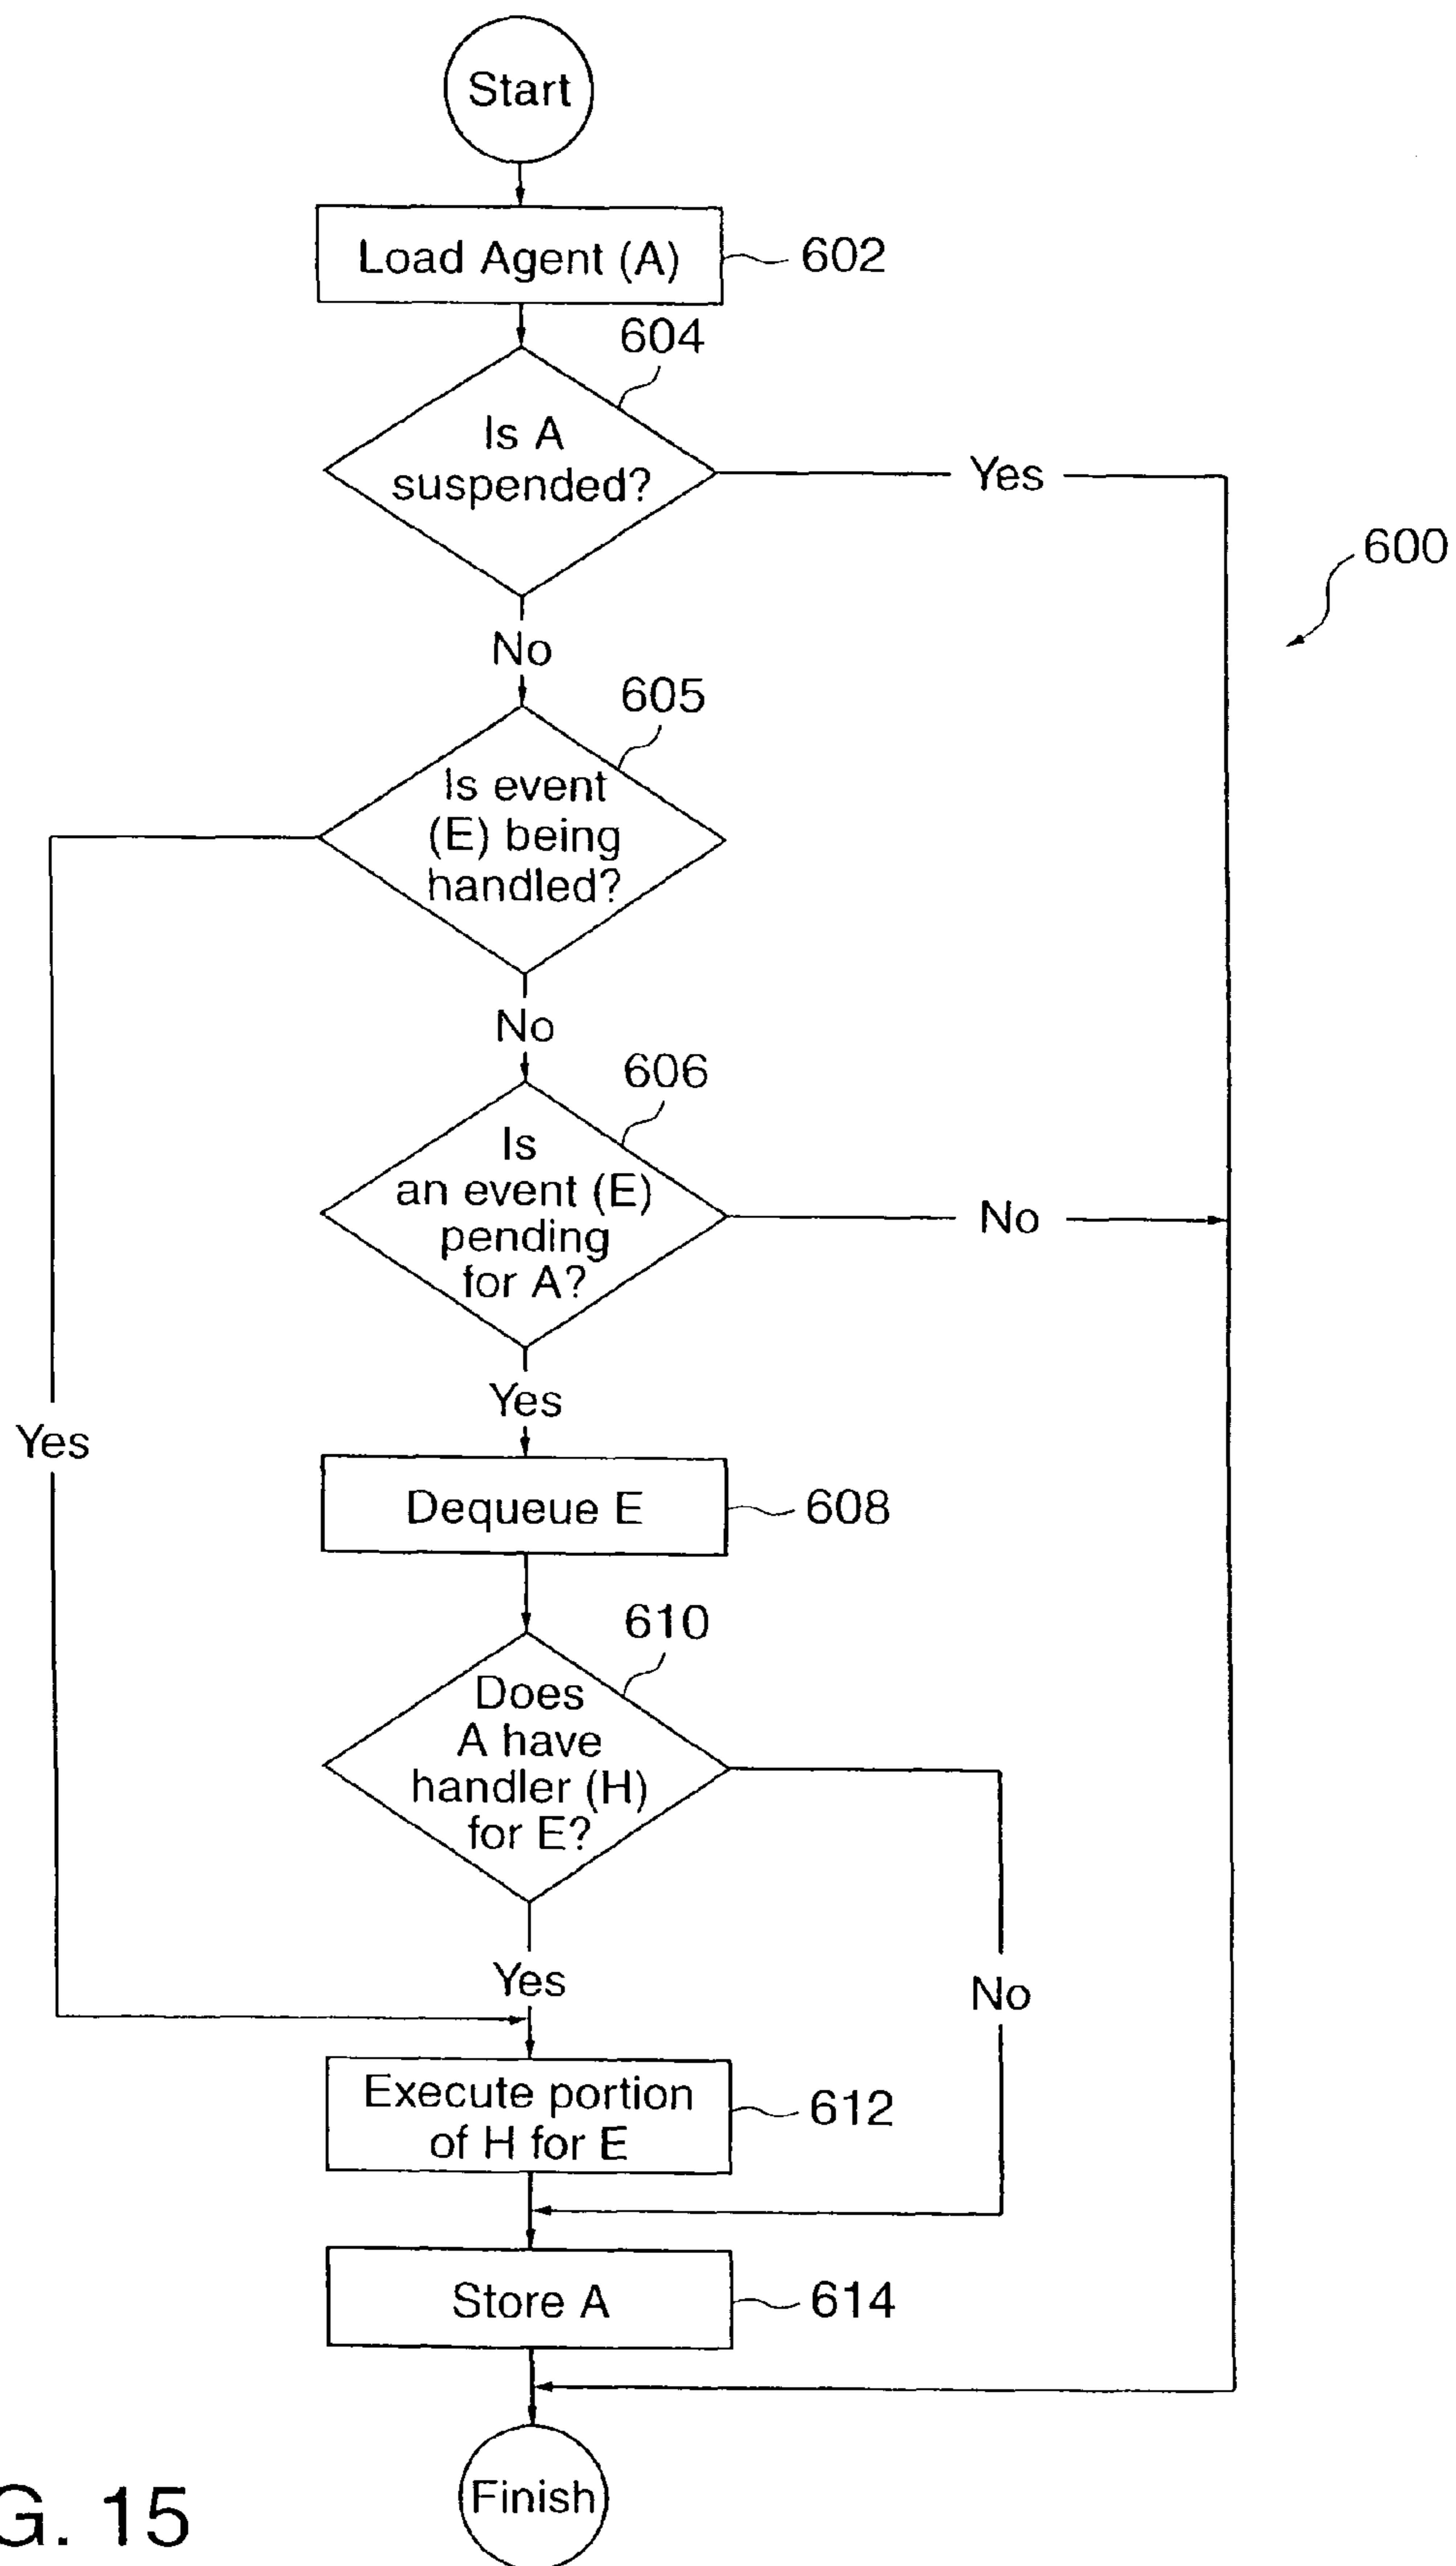 Start
Load Agent (A)
602
604
Is A
suspended?
Yes
600
No
605
Is event
(E) being
handled?
No
606
Is
an event (E)
pending
for A?
No
Yes
Yes
Dequeue E
608
610
Does
A have
handler (H)
for E?
Yes
No
Execute portion
of H for E
612
Store A
614
Finish
G. 15